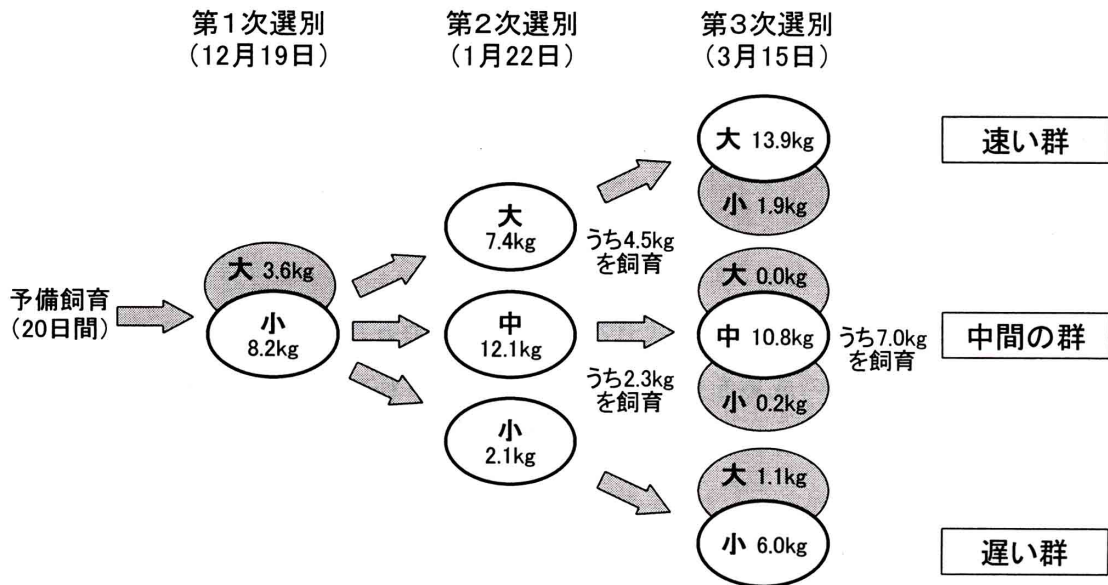 第1次選別
(12月19日)
第2次選別
(1月22日)
第3次選別
(3月15日)
予備飼育
(20日間)
大 3.6kg
小
8.2kg
大
7.4kg
うち4.5kg
を飼育
中
12.1kg
うち2.3kg
を飼育
小
2.1kg
大 13.9kg
小 1.9kg
速い群
大 0.0kg
中 10.8kg
小 0.2kg
うち7.0kg
を飼育
中間の群
大 1.1kg
小 6.0kg
遅い群